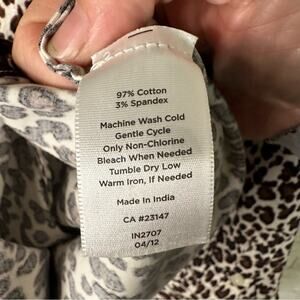 97% Cotton
3% Spandex
Machine Wash Cold
Gentle Cycle
Only Non-Chlorine
Bleach When Needed
Tumble Dry Low
Warm Iron, If Needed
Made In India
CA #23147
IN2707
04/12